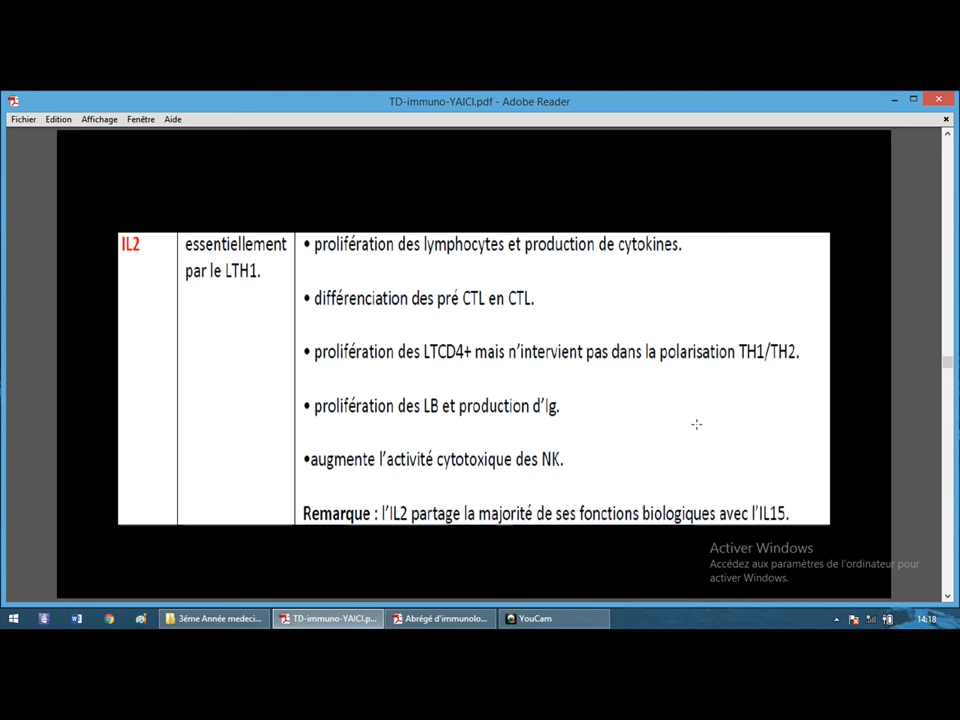 TD-immuno-YAICI.pdf - Adobe Reader
Fichier Edition Affichage Fenêtre Aide
IL2
essentiellement
par le LTH1.
• prolifération des lymphocytes et production de cytokines.
• différenciation des pré CTL en CTL.
• prolifération des LTCD4+ mais n'intervient pas dans la polarisation TH1/TH2.
• prolifération des LB et production d'Ig.
•augmente l'activité cytotoxique des NK.
Remarque : l'IL2 partage la majorité de ses fonctions biologiques avec l'IL15.
Activer Windows
Accédez aux paramètres de l'ordinateur pour
activer Windows.
3éme Année medeci... TD-immuno-YAICI.p... Abrégé d'immunolo... YouCam 14:18